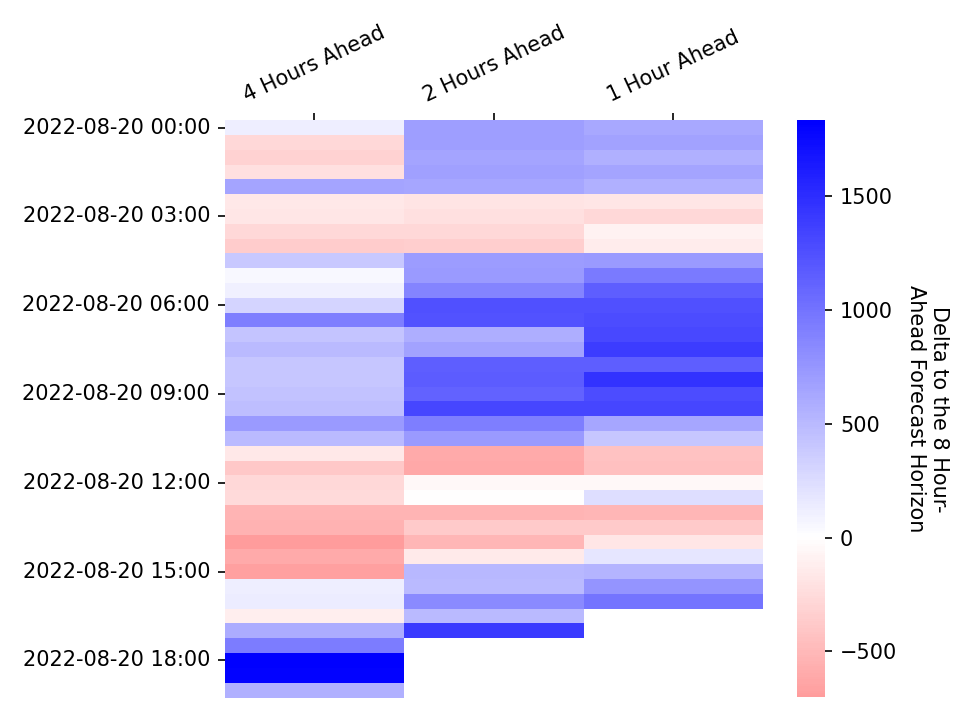 4 Hours Ahead
2 Hours Ahead
1 Hour Ahead
2022-08-20 00:00
2022-08-20 03:00
2022-08-20 06:00
2022-08-20 09:00
2022-08-20 12:00
2022-08-20 15:00
2022-08-20 18:00
1500
1000
500
0
−500
Delta to the 8 Hour-
Ahead Forecast Horizon